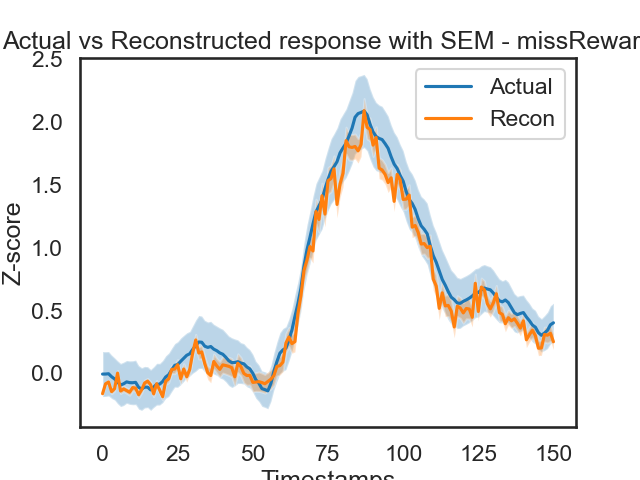 Actual vs Reconstructed response with SEM - missRewar
2.5
2.0
1.5
1.0
0.5
0.0
Z-score
Actual
Recon
0 25 50 75 100 125 150
Timestamps